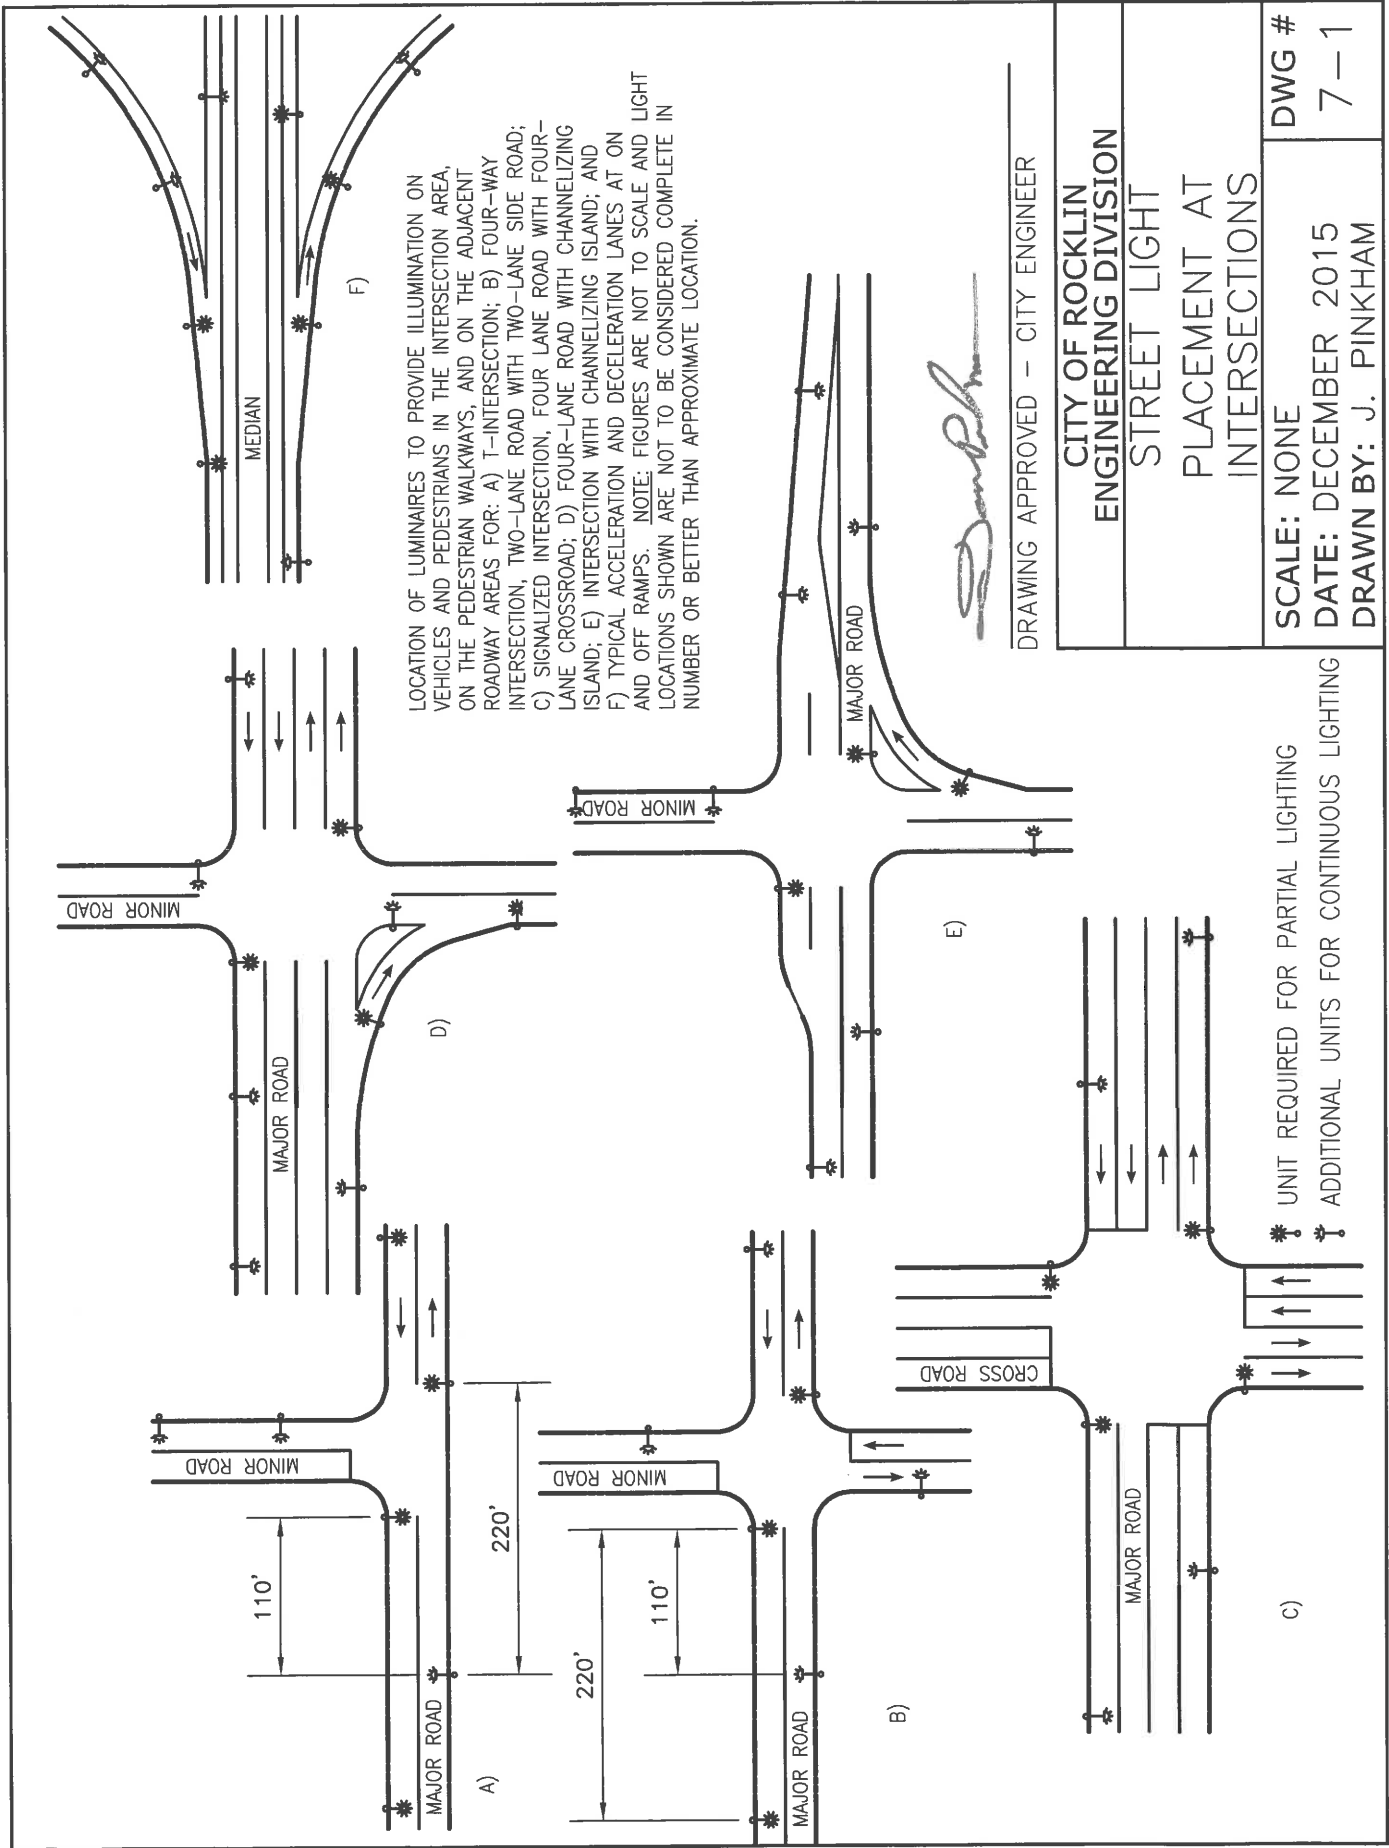 MINOR ROAD
110'
220'
MAJOR ROAD
A)
MINOR ROAD
220'
110'
MAJOR ROAD
B)
CROSS ROAD
MAJOR ROAD
C)
MINOR ROAD
MAJOR ROAD
D)
MINOR ROAD
MAJOR ROAD
E)
MEDIAN
F)
LOCATION OF LUMINAIRES TO PROVIDE ILLUMINATION ON
VEHICLES AND PEDESTRIANS IN THE INTERSECTION AREA,
ON THE PEDESTRIAN WALKWAYS, AND ON THE ADJACENT
ROADWAY AREAS FOR: A) T-INTERSECTION; B) FOUR-WAY
INTERSECTION, TWO-LANE ROAD WITH TWO-LANE SIDE ROAD;
C) SIGNALIZED INTERSECTION, FOUR LANE ROAD WITH FOUR-
LANE CROSSROAD; D) FOUR-LANE ROAD WITH CHANNELIZING
ISLAND; E) INTERSECTION WITH CHANNELIZING ISLAND; AND
F) TYPICAL ACCELERATION AND DECELERATION LANES AT ON
AND OFF RAMPS. NOTE: FIGURES ARE NOT TO SCALE AND LIGHT
LOCATIONS SHOWN ARE NOT TO BE CONSIDERED COMPLETE IN
NUMBER OR BETTER THAN APPROXIMATE LOCATION.
UNIT REQUIRED FOR PARTIAL LIGHTING
ADDITIONAL UNITS FOR CONTINUOUS LIGHTING
DRAWING APPROVED - CITY ENGINEER
CITY OF ROCKLIN
ENGINEERING DIVISION
STREET LIGHT
PLACEMENT AT
INTERSECTIONS
SCALE: NONE
DATE: DECEMBER 2015
DRAWN BY: J. PINKHAM
DWG #
7-1